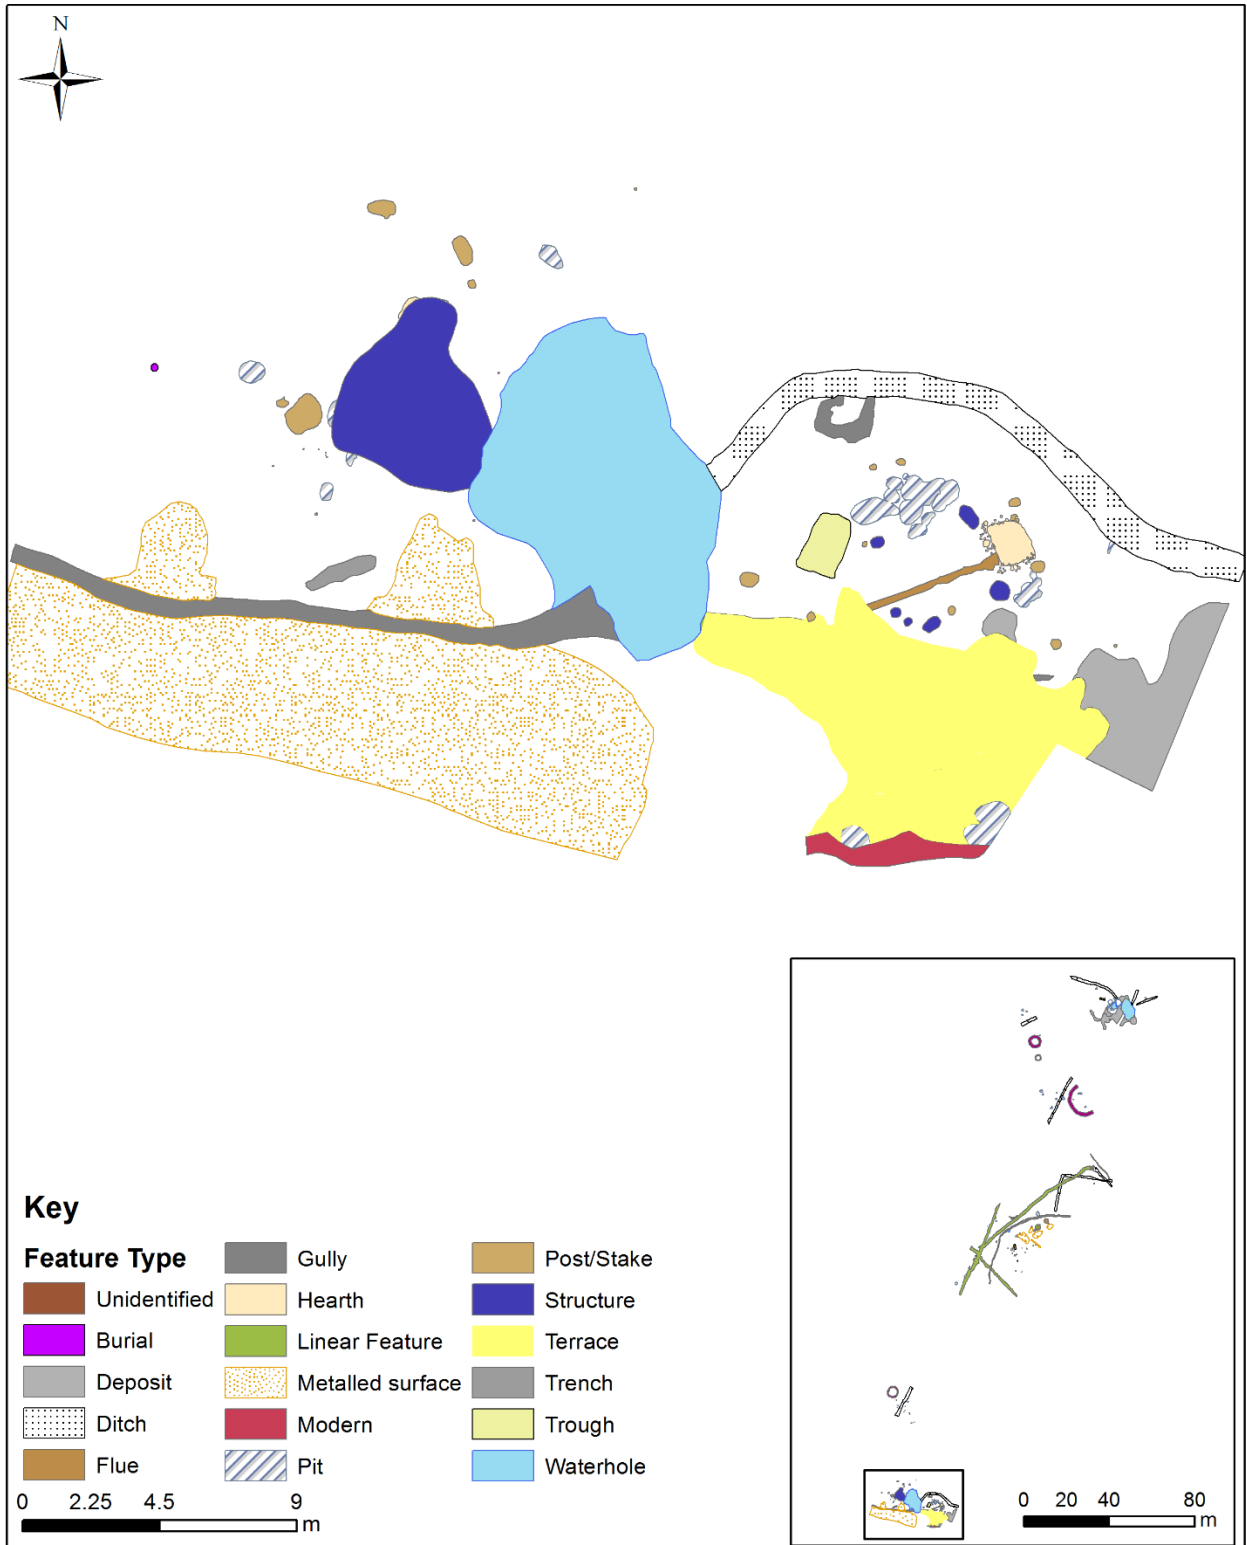 N
Key
Feature Type
Unidentified
Burial
Deposit
Ditch
Flue
Gully
Hearth
Linear Feature
Metalled surface
Modern
Pit
Post/Stake
Structure
Terrace
Trench
Trough
Waterhole
0 2.25 4.5 9 m
0 20 40 80 m